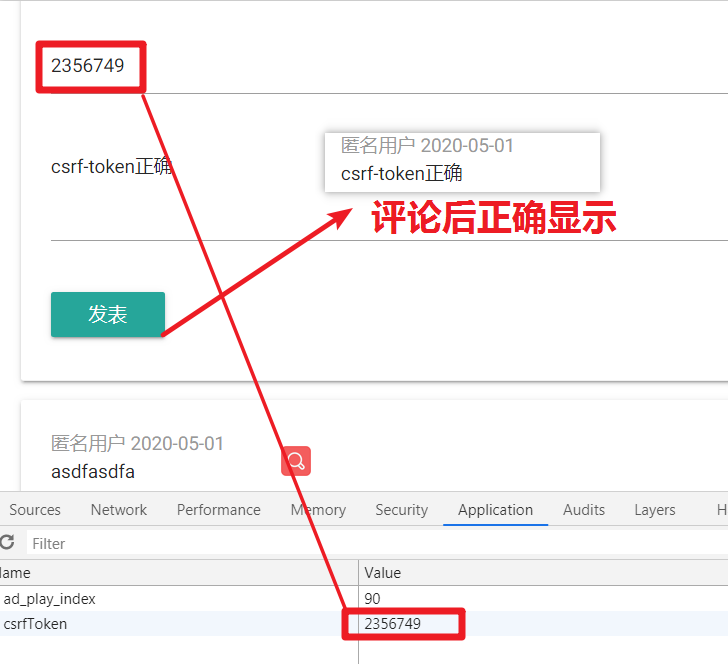 2356749
csrf-token正确
匿名用户 2020-05-01
csrf-token正确
评论后正确显示
发表
匿名用户 2020-05-01
asdfasdfa
Sources Network Performance Memory Security Application Audits Layers
Filter
Value
ad_play_index 90
csrfToken 2356749